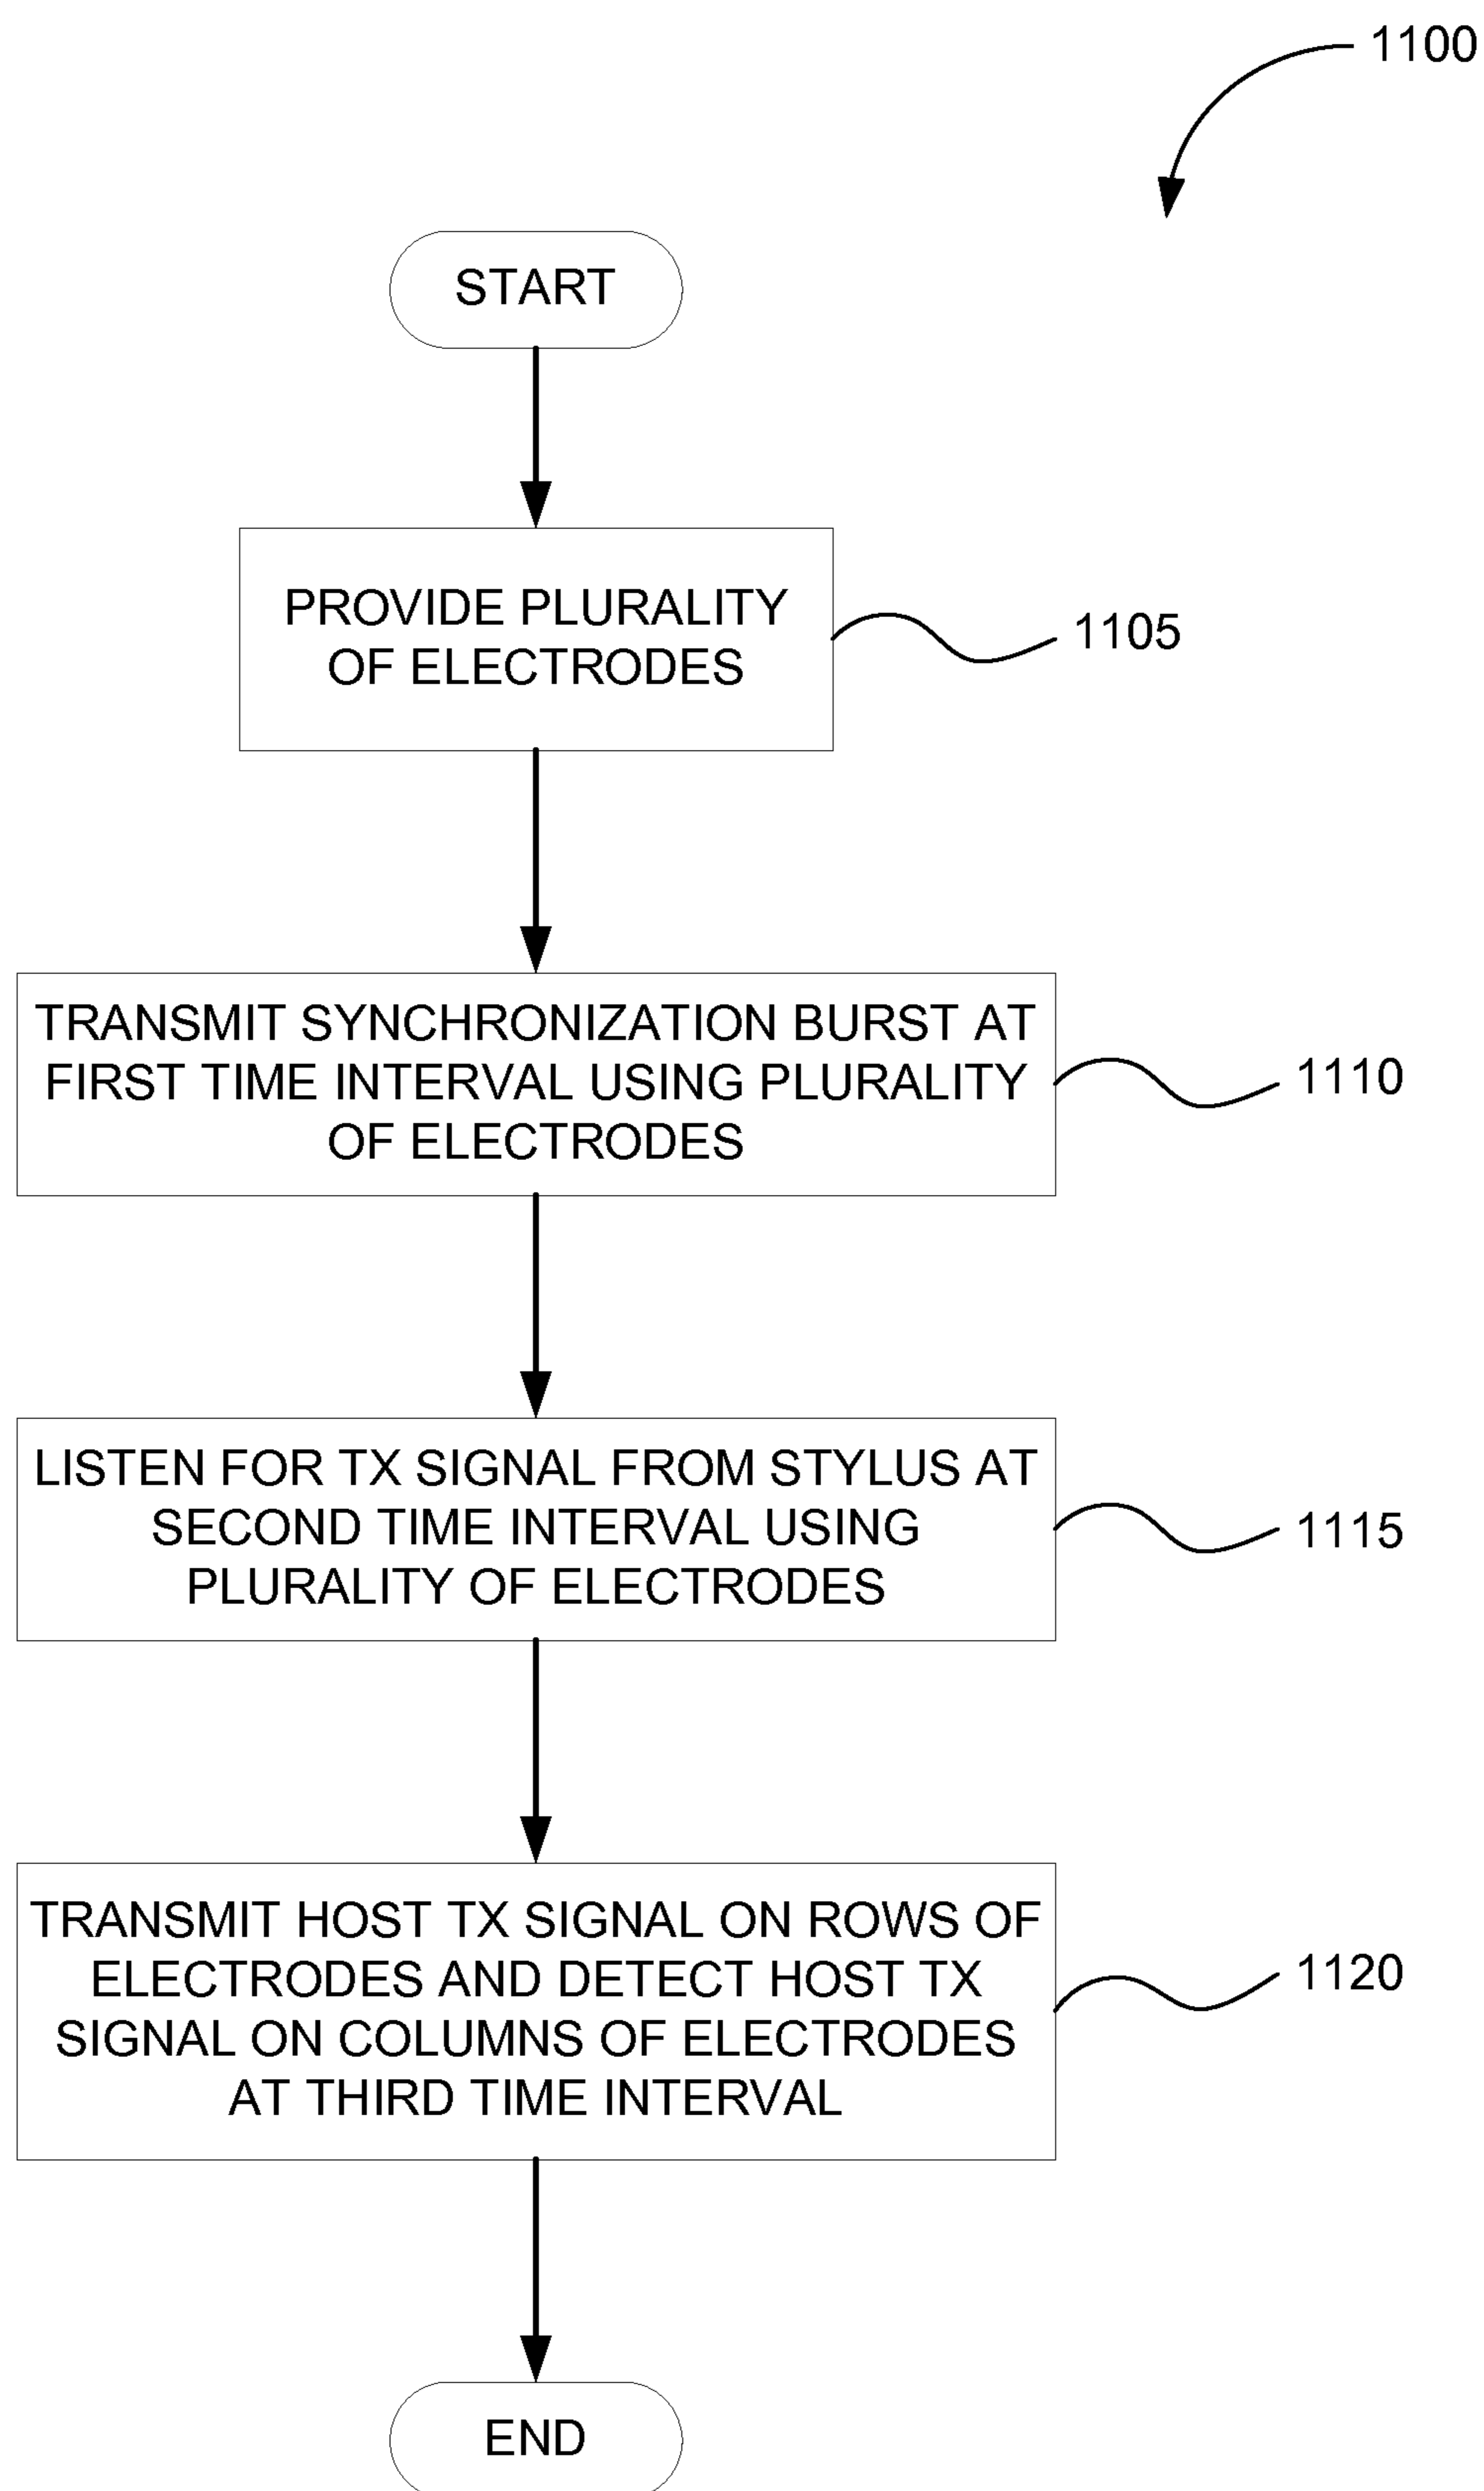 1100
START
PROVIDE PLURALITY
OF ELECTRODES
1105
TRANSMIT SYNCHRONIZATION BURST AT
FIRST TIME INTERVAL USING PLURALITY
OF ELECTRODES
1110
LISTEN FOR TX SIGNAL FROM STYLUS AT
SECOND TIME INTERVAL USING
PLURALITY OF ELECTRODES
1115
TRANSMIT HOST TX SIGNAL ON ROWS OF
ELECTRODES AND DETECT HOST TX
SIGNAL ON COLUMNS OF ELECTRODES
AT THIRD TIME INTERVAL
1120
END